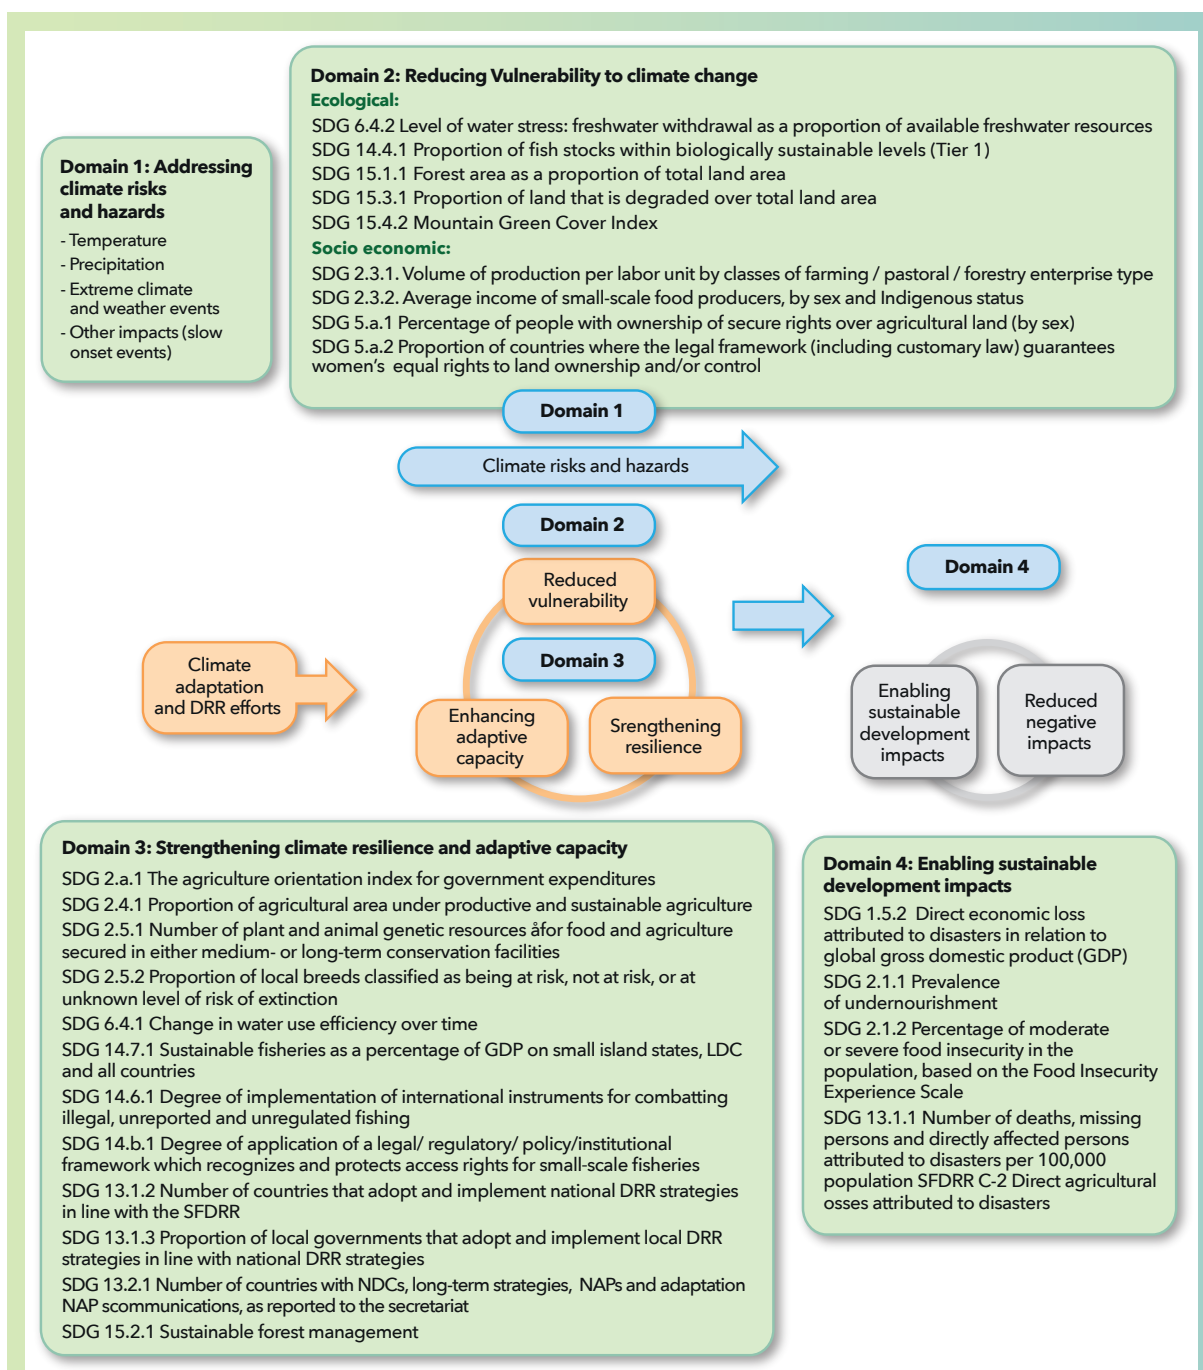 Domain 1: Addressing
climate risks
and hazards
- Temperature
- Precipitation
- Extreme climate
and weather events
- Other impacts (slow
onset events)
Domain 2: Reducing Vulnerability to climate change
Ecological:
SDG 6.4.2 Level of water stress: freshwater withdrawal as a proportion of available freshwater resources
SDG 14.4.1 Proportion of fish stocks within biologically sustainable levels (Tier 1)
SDG 15.1.1 Forest area as a proportion of total land area
SDG 15.3.1 Proportion of land that is degraded over total land area
SDG 15.4.2 Mountain Green Cover Index
Socio economic:
SDG 2.3.1. Volume of production per labor unit by classes of farming / pastoral / forestry enterprise type
SDG 2.3.2. Average income of small-scale food producers, by sex and Indigenous status
SDG 5.a.1 Percentage of people with ownership of secure rights over agricultural land (by sex)
SDG 5.a.2 Proportion of countries where the legal framework (including customary law) guarantees
women's equal rights to land ownership and/or control
Domain 1
Climate risks and hazards
Domain 2
Reduced
vulnerability
Domain 3
Climate
adaptation
and DRR efforts
Enhancing
adaptive
capacity
Srengthening
resilience
Domain 4
Enabling
sustainable
development
impacts
Reduced
negative
impacts
Domain 3: Strengthening climate resilience and adaptive capacity
SDG 2.a.1 The agriculture orientation index for government expenditures
SDG 2.4.1 Proportion of agricultural area under productive and sustainable agriculture
SDG 2.5.1 Number of plant and animal genetic resources åfor food and agriculture
secured in either medium- or long-term conservation facilities
SDG 2.5.2 Proportion of local breeds classified as being at risk, not at risk, or at
unknown level of risk of extinction
SDG 6.4.1 Change in water use efficiency over time
SDG 14.7.1 Sustainable fisheries as a percentage of GDP on small island states, LDC
and all countries
SDG 14.6.1 Degree of implementation of international instruments for combatting
illegal, unreported and unregulated fishing
SDG 14.b.1 Degree of application of a legal/ regulatory/ policy/institutional
framework which recognizes and protects access rights for small-scale fisheries
SDG 13.1.2 Number of countries that adopt and implement national DRR strategies
in line with the SFDRR
SDG 13.1.3 Proportion of local governments that adopt and implement local DRR
strategies in line with national DRR strategies
SDG 13.2.1 Number of countries with NDCs, long-term strategies, NAPs and adaptation
NAP scommunications, as reported to the secretariat
SDG 15.2.1 Sustainable forest management
Domain 4: Enabling sustainable
development impacts
SDG 1.5.2 Direct economic loss
attributed to disasters in relation to
global gross domestic product (GDP)
SDG 2.1.1 Prevalence
of undernourishment
SDG 2.1.2 Percentage of moderate
or severe food insecurity in the
population, based on the Food Insecurity
Experience Scale
SDG 13.1.1 Number of deaths, missing
persons and directly affected persons
attributed to disasters per 100,000
population SFDRR C-2 Direct agricultural
osses attributed to disasters